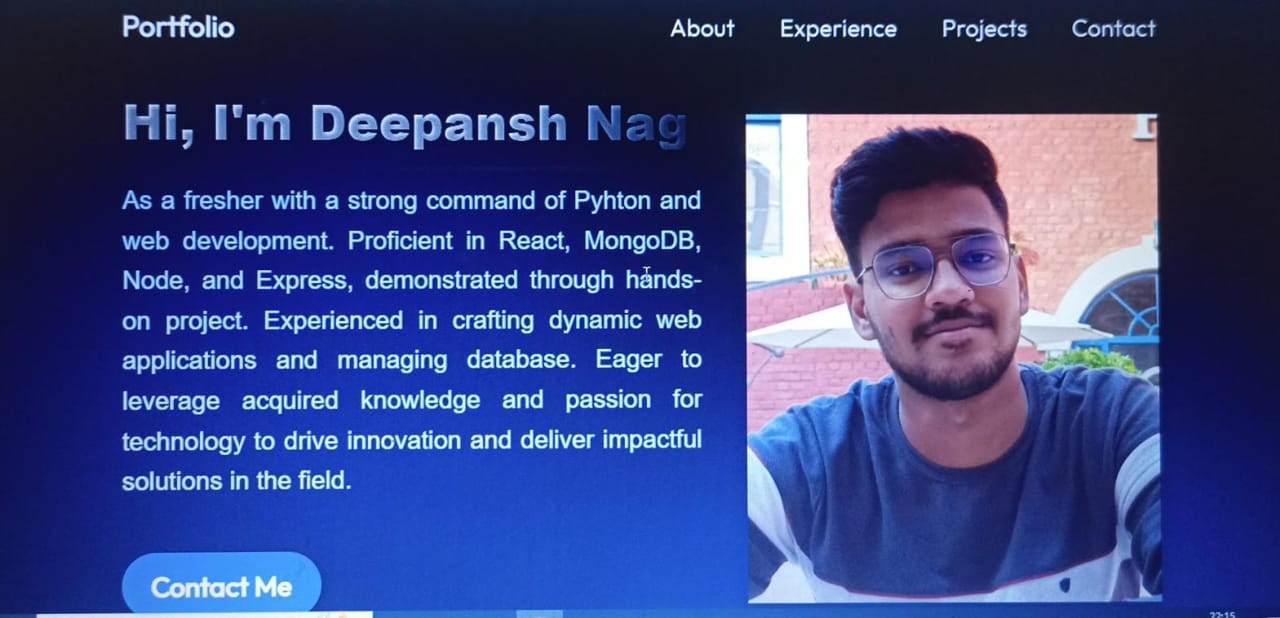 Portfolio
About Experience Projects Contact
Hi, I'm Deepansh Nag
As a fresher with a strong command of Pyhton and
web development. Proficient in React, MongoDB,
Node, and Express, demonstrated through hands-
on project. Experienced in crafting dynamic web
applications and managing database. Eager to
leverage acquired knowledge and passion for
technology to drive innovation and deliver impactful
solutions in the field.
Contact Me
22:15